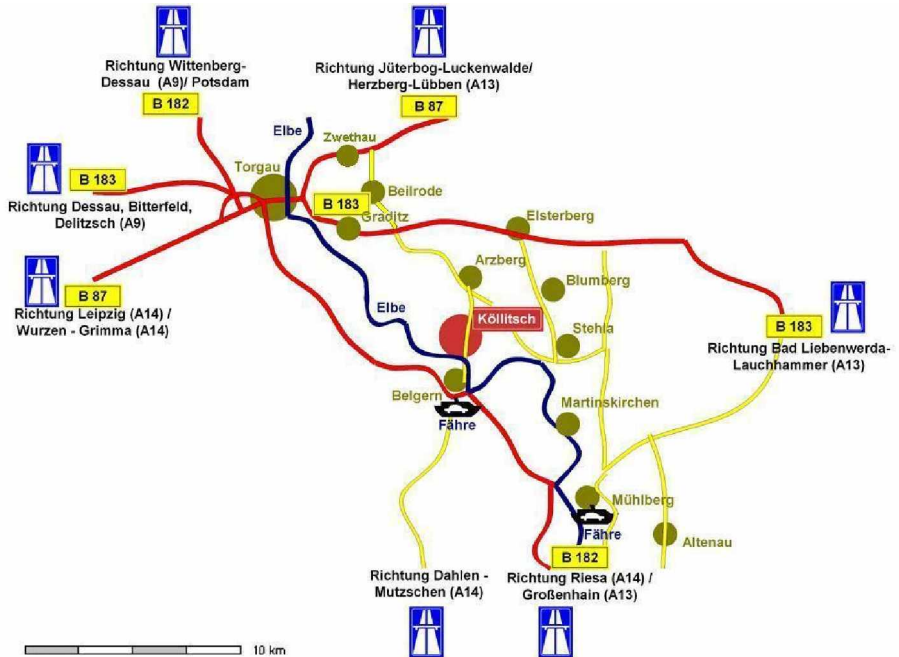 Richtung Wittenberg-
Dessau (A9)/ Potsdam
B 182
Richtung Jüterbog-Luckenwalde/
Herzberg-Lübben (A13)
B 87
Elbe
Zwethau
Torgau
B 183
Richtung Dessau, Bitterfeld,
Delitzsch (A9)
Beilrode
B 183
Graditz
Elsterberg
Arzberg
Blumberg
B 87
Richtung Leipzig (A14) /
Wurzen - Grimma (A14)
Elbe
Köllitsch
Stehla
B 183
Richtung Bad Liebenwerda-
Lauchhammer (A13)
Belgern
Fähre
Martinskirchen
Mühlberg
Fähre
Altenau
B 182
Richtung Dahlen -
Mutzschen (A14)
Richtung Riesa (A14) /
Großenhain (A13)
10 km